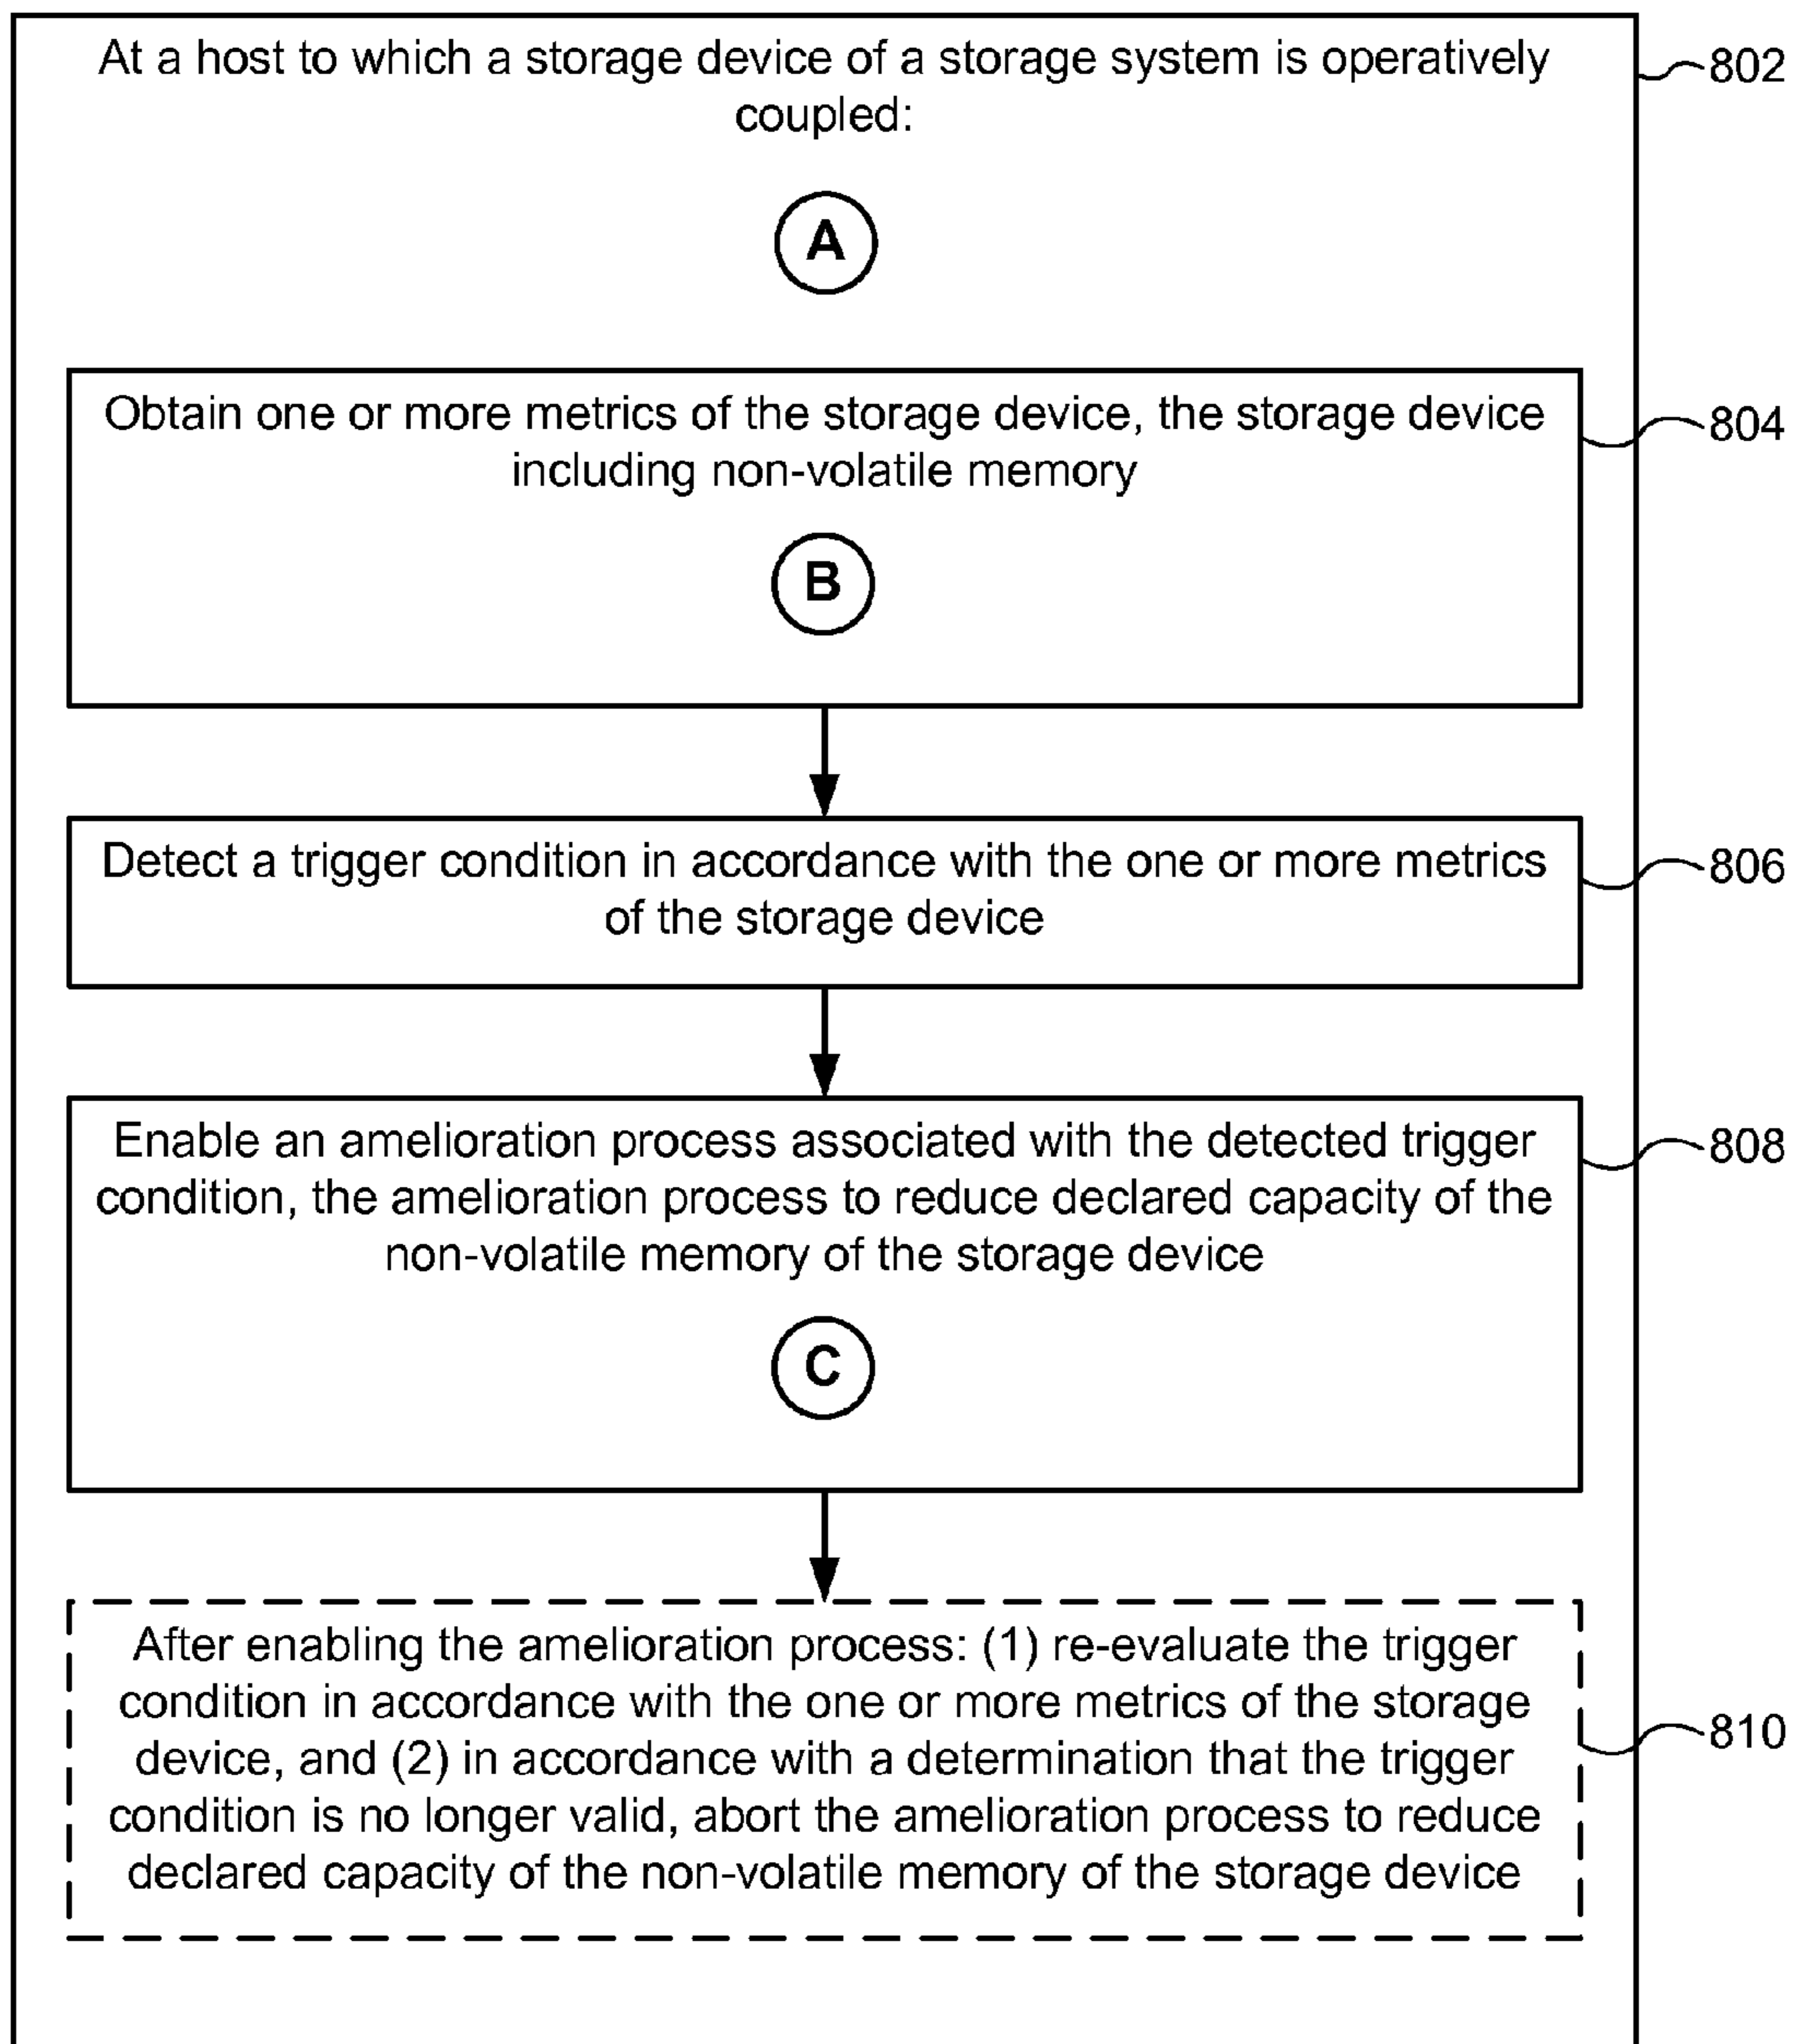 At a host to which a storage device of a storage system is operatively
coupled:
802
A
Obtain one or more metrics of the storage device, the storage device
including non-volatile memory
804
B
Detect a trigger condition in accordance with the one or more metrics
of the storage device
806
Enable an amelioration process associated with the detected trigger
condition, the amelioration process to reduce declared capacity of the
non-volatile memory of the storage device
808
C
After enabling the amelioration process: (1) re-evaluate the trigger
condition in accordance with the one or more metrics of the storage
device, and (2) in accordance with a determination that the trigger
condition is no longer valid, abort the amelioration process to reduce
declared capacity of the non-volatile memory of the storage device
810